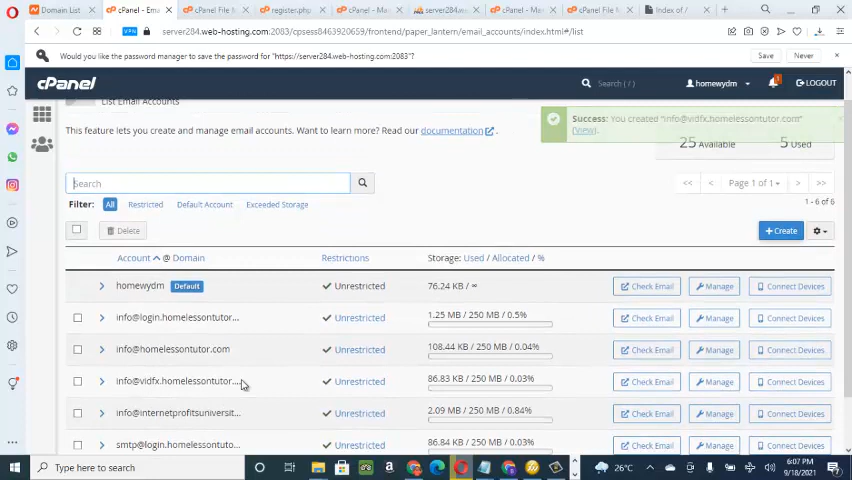 Domain List
cPanel - Emai
cPanel File M
register.php
cPanel - Ma
server284.
cPanel - Ma
cPanel File M
Index of /
VPN
server284.web-hosting.com:2083/cpsess846920659/frontend/paper_lantern/email_accounts/index.html#/list
Would you like the password manager to save the password for "https://server284.web-hosting.com:2083"?
Save
Never
cPanel
Search ( / )
homewydm
LOGOUT
List Email Accounts
This feature lets you create and manage email accounts. Want to learn more? Read our documentation .
Success: You created "info@vidfx.homelessontutor.com"
(View).
25 Available
5 Used
Search
<< < Page 1 of 1 > >>
Filter: All Restricted Default Account Exceeded Storage
1 - 6 of 6
Delete
+ Create
Account @ Domain Restrictions Storage: Used / Allocated / %
homewydm Default Unrestricted 76.24 KB / ∞ Check Email Manage Connect Devices
info@login.homelessontutor... Unrestricted 1.25 MB / 250 MB / 0.5% Check Email Manage Connect Devices
info@homelessontutor.com Unrestricted 108.44 KB / 250 MB / 0.04% Check Email Manage Connect Devices
info@vidfx.homelessontutor... Unrestricted 86.83 KB / 250 MB / 0.03% Check Email Manage Connect Devices
info@internetprofitsuniversit... Unrestricted 2.09 MB / 250 MB / 0.84% Check Email Manage Connect Devices
smtp@login.homelessontuto... Unrestricted 86.84 KB / 250 MB / 0.03% Check Email Manage Connect Devices
Type here to search
26°C
6:07 PM
9/18/2021